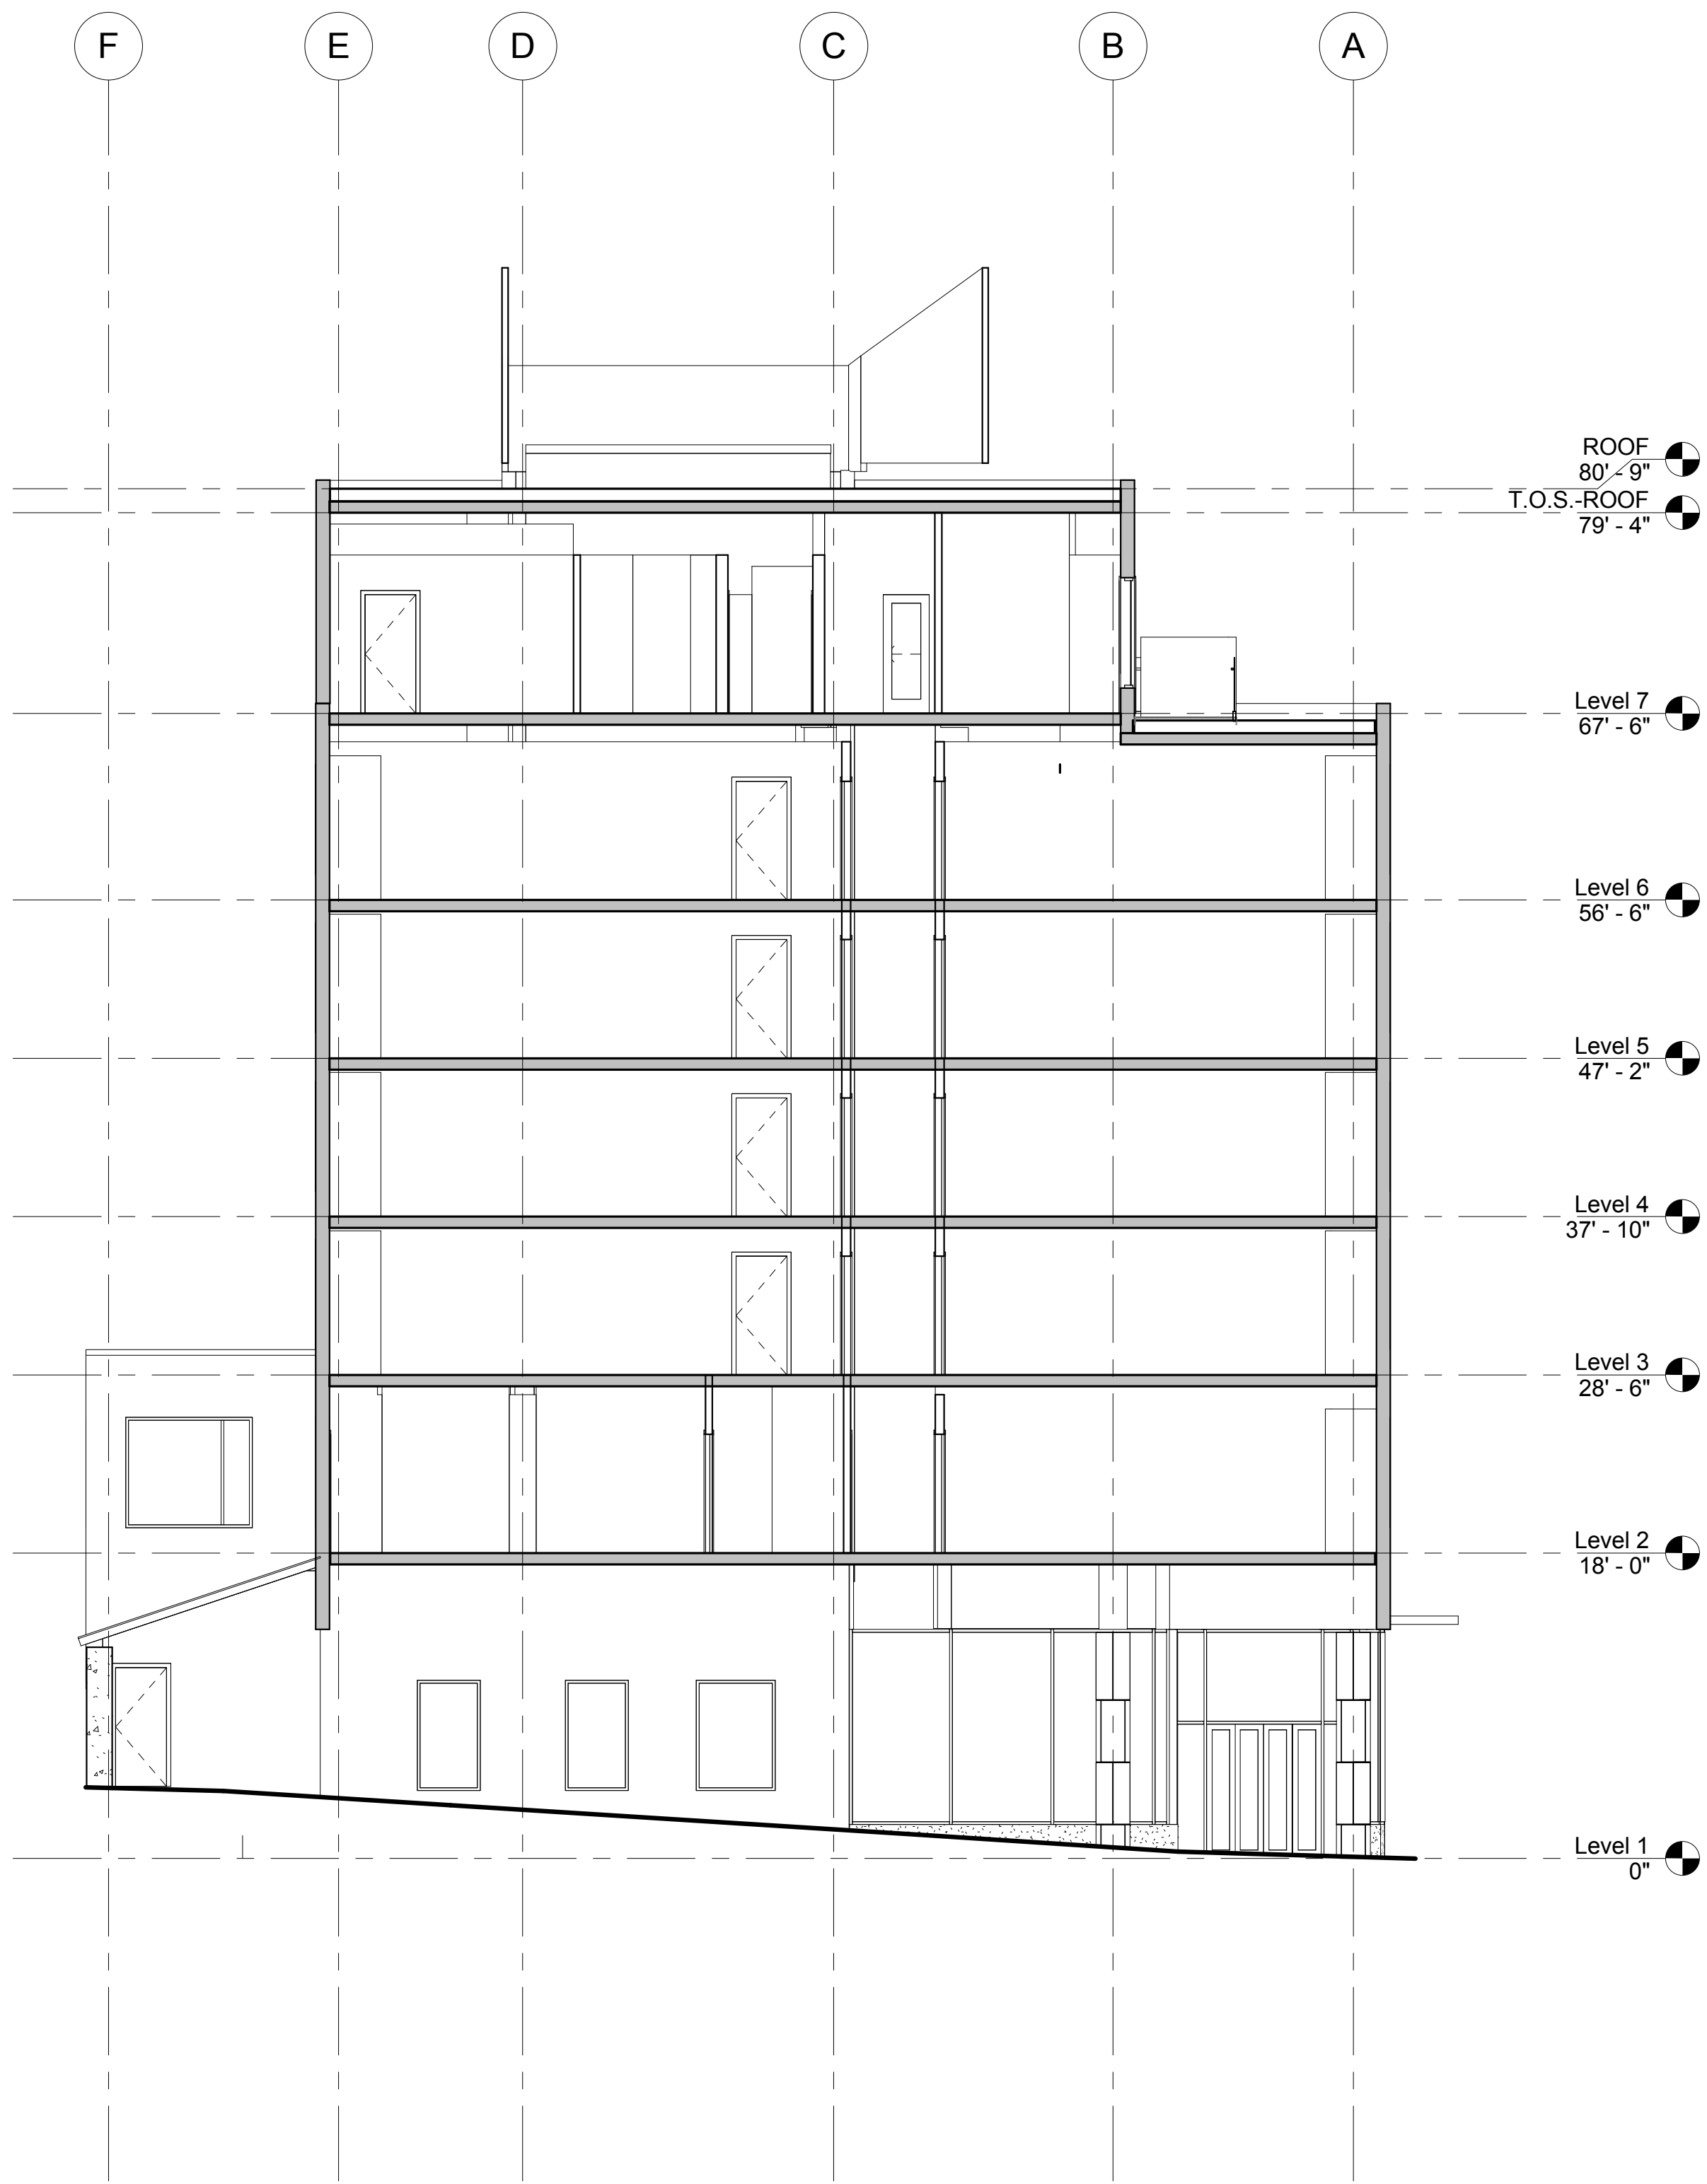 F E D C B A
ROOF
80' - 9"
T.O.S.-ROOF
79' - 4"
Level 7
67' - 6"
Level 6
56' - 6"
Level 5
47' - 2"
Level 4
37' - 10"
Level 3
28' - 6"
Level 2
18' - 0"
Level 1
0"